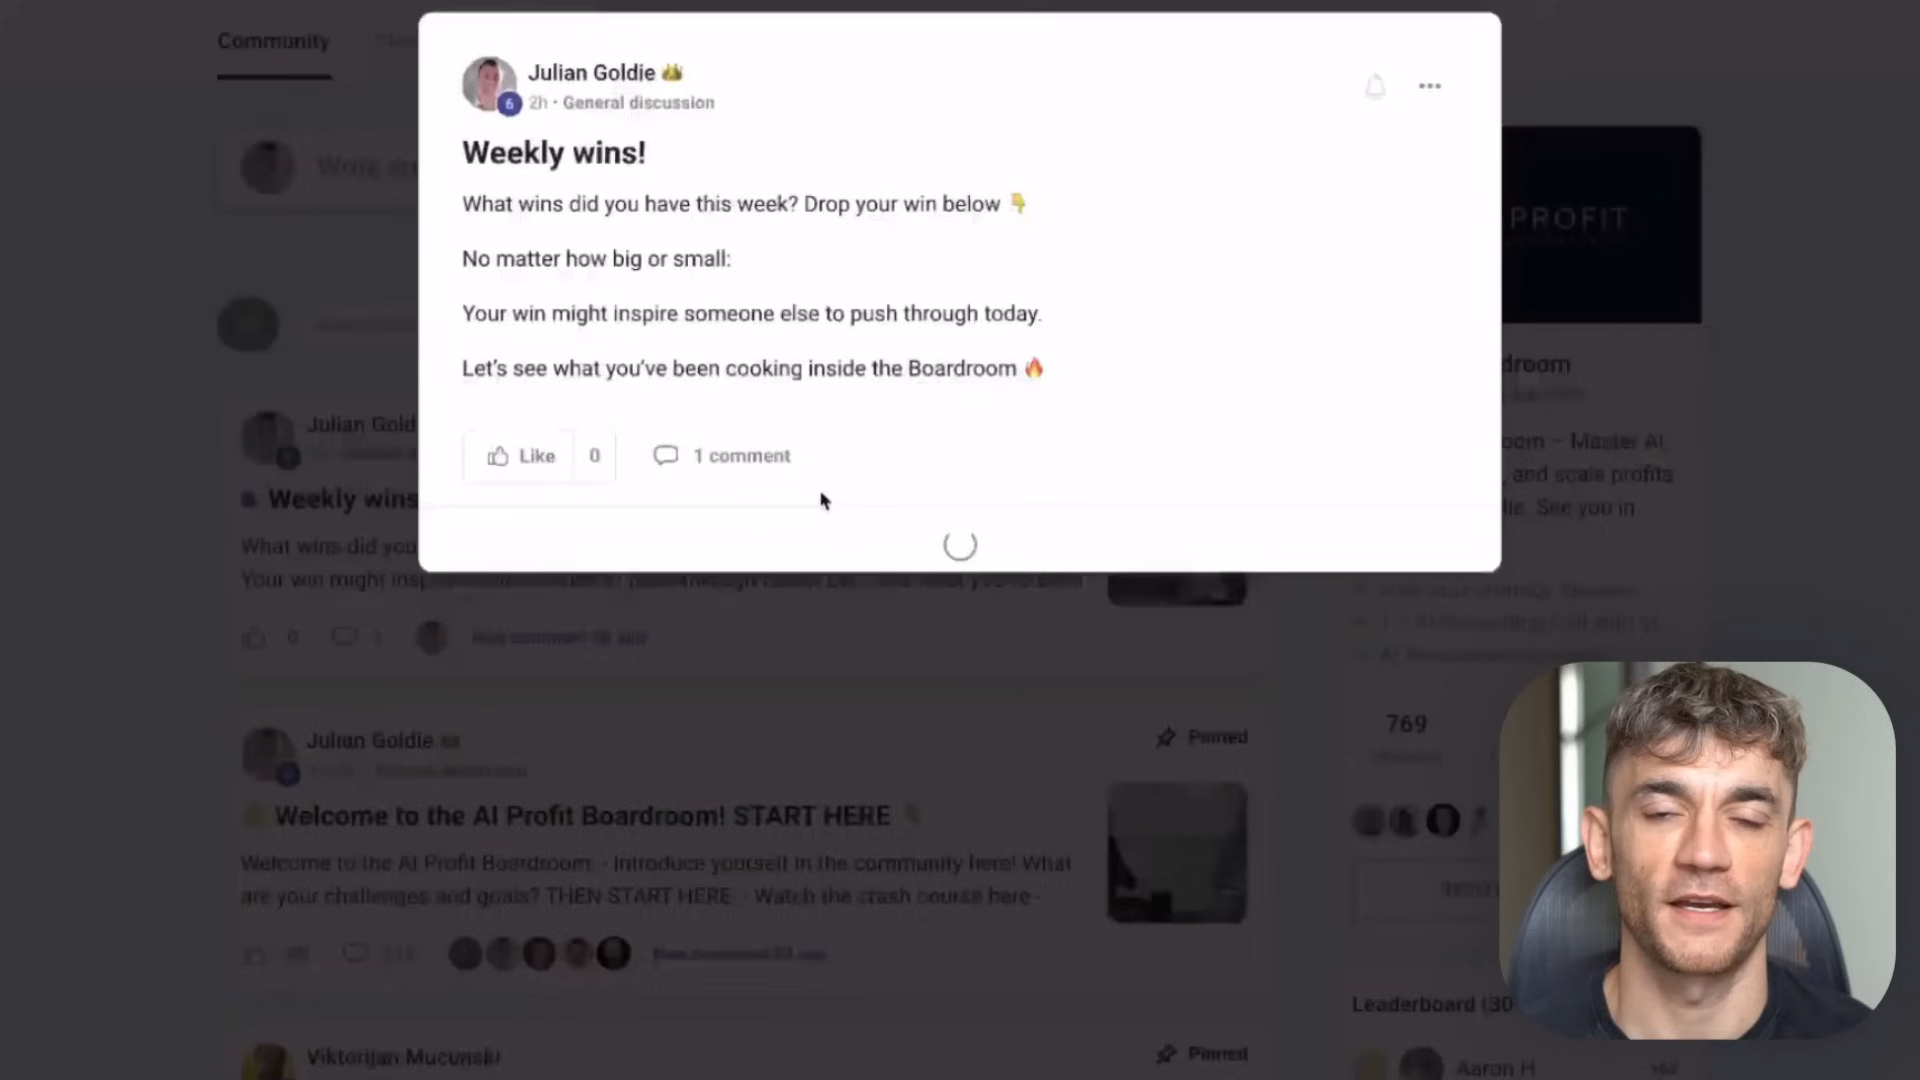 Community
Julian Goldie
6
2h · General discussion
Weekly wins!
What wins did you have this week? Drop your win below 👇
No matter how big or small:
Your win might inspire someone else to push through today.
Let's see what you've been cooking inside the Boardroom 🔥
Like 0
1 comment
PROFIT
droom
oom – Master AI,
, and scale profits
See you in
Julian Gold
Weekly wins
What wins did you
Your win might insp
0
Julian Goldie
Pinned
Welcome to the AI Profit Boardroom! START HERE
Welcome to the AI Profit Boardroom - Introduce yourself in the community here! What
are your challenges and goals? THEN START HERE - Watch the crash course here -
769
Leaderboard (30
Viktorijan Mucunski
Pinned
Aaron H